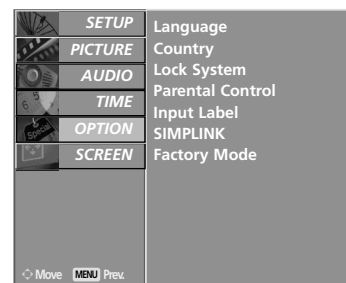 SETUP
PICTURE
AUDIO
TIME
OPTION
SCREEN
Language
Country
Lock System
Parental Control
Input Label
SIMPLINK
Factory Mode
Move MENU Prev.